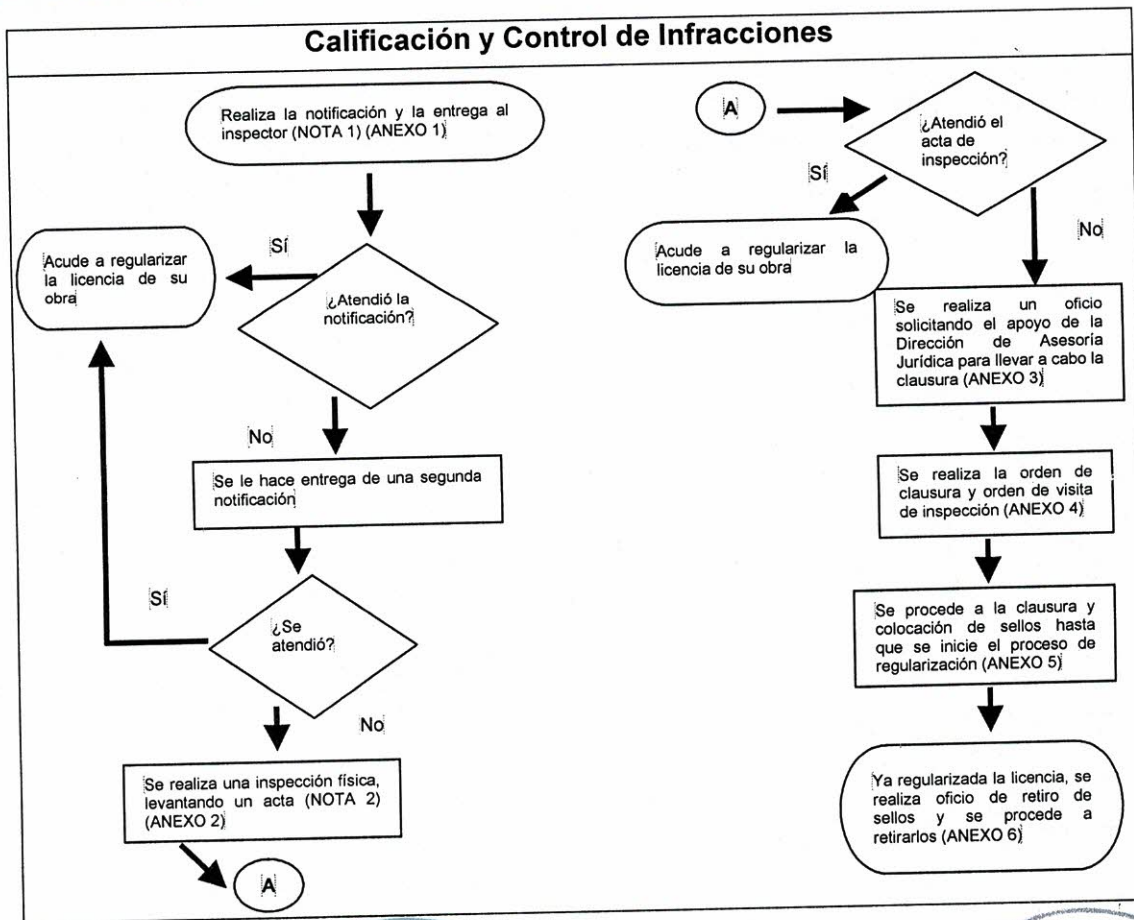 Calificación y Control de Infracciones
Realiza la notificación y la entrega al
inspector (NOTA 1) (ANEXO 1)
Sí
Acude a regularizar
la licencia de su
obra
¿Atendió la
notificación?
No
Se le hace entrega de una segunda
notificación
Sí
¿Se
atendió?
No
Se realiza una inspección física,
levantando un acta (NOTA 2)
(ANEXO 2)
A
A
¿Atendió el
acta de
inspección?
Sí
Acude a regularizar la
licencia de su obra
No
Se realiza un oficio
solicitando el apoyo de la
Dirección de Asesoría
Jurídica para llevar a cabo la
clausura (ANEXO 3)
Se realiza la orden de
clausura y orden de visita
de inspección (ANEXO 4)
Se procede a la clausura y
colocación de sellos hasta
que se inicie el proceso de
regularización (ANEXO 5)
Ya regularizada la licencia, se
realiza oficio de retiro de
sellos y se procede a
retirarlos (ANEXO 6)